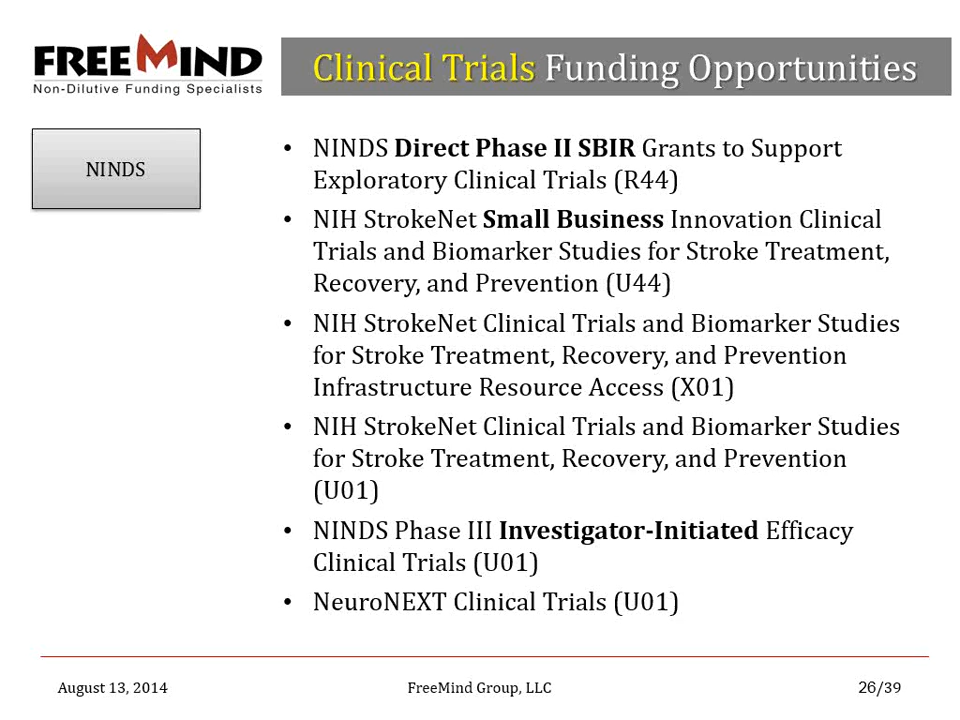 FREEMIND
Non-Dilutive Funding Specialists
Clinical Trials Funding Opportunities
NINDS
• NINDS Direct Phase II SBIR Grants to Support
Exploratory Clinical Trials (R44)
• NIH StrokeNet Small Business Innovation Clinical
Trials and Biomarker Studies for Stroke Treatment,
Recovery, and Prevention (U44)
• NIH StrokeNet Clinical Trials and Biomarker Studies
for Stroke Treatment, Recovery, and Prevention
Infrastructure Resource Access (X01)
• NIH StrokeNet Clinical Trials and Biomarker Studies
for Stroke Treatment, Recovery, and Prevention
(U01)
• NINDS Phase III Investigator-Initiated Efficacy
Clinical Trials (U01)
• NeuroNEXT Clinical Trials (U01)
August 13, 2014
FreeMind Group, LLC
26/39